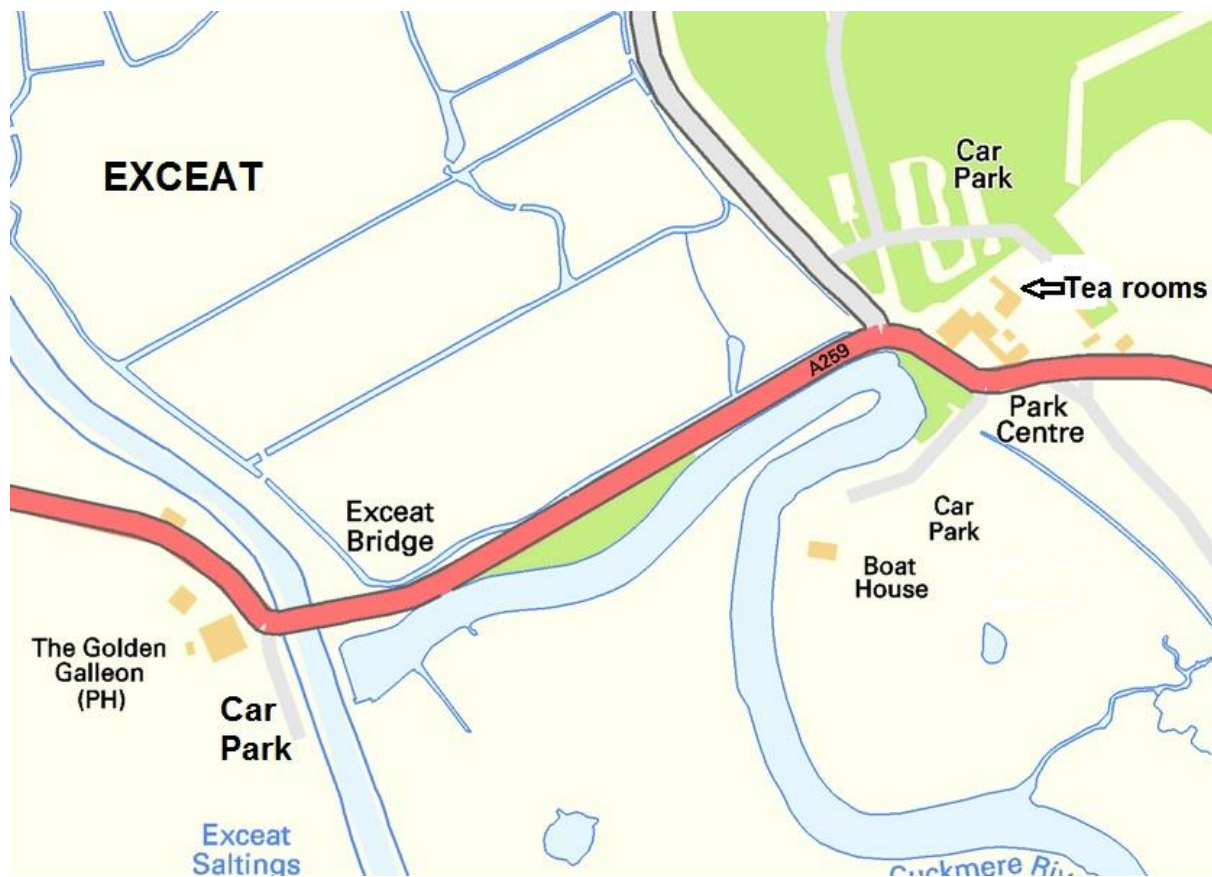 EXCEAT
Car
Park
Tea rooms
A259
Park
Centre
Exceat
Bridge
Car
Park
Boat
House
The Golden
Galleon
(PH)
Car
Park
Exceat
Saltings
Cuckmere